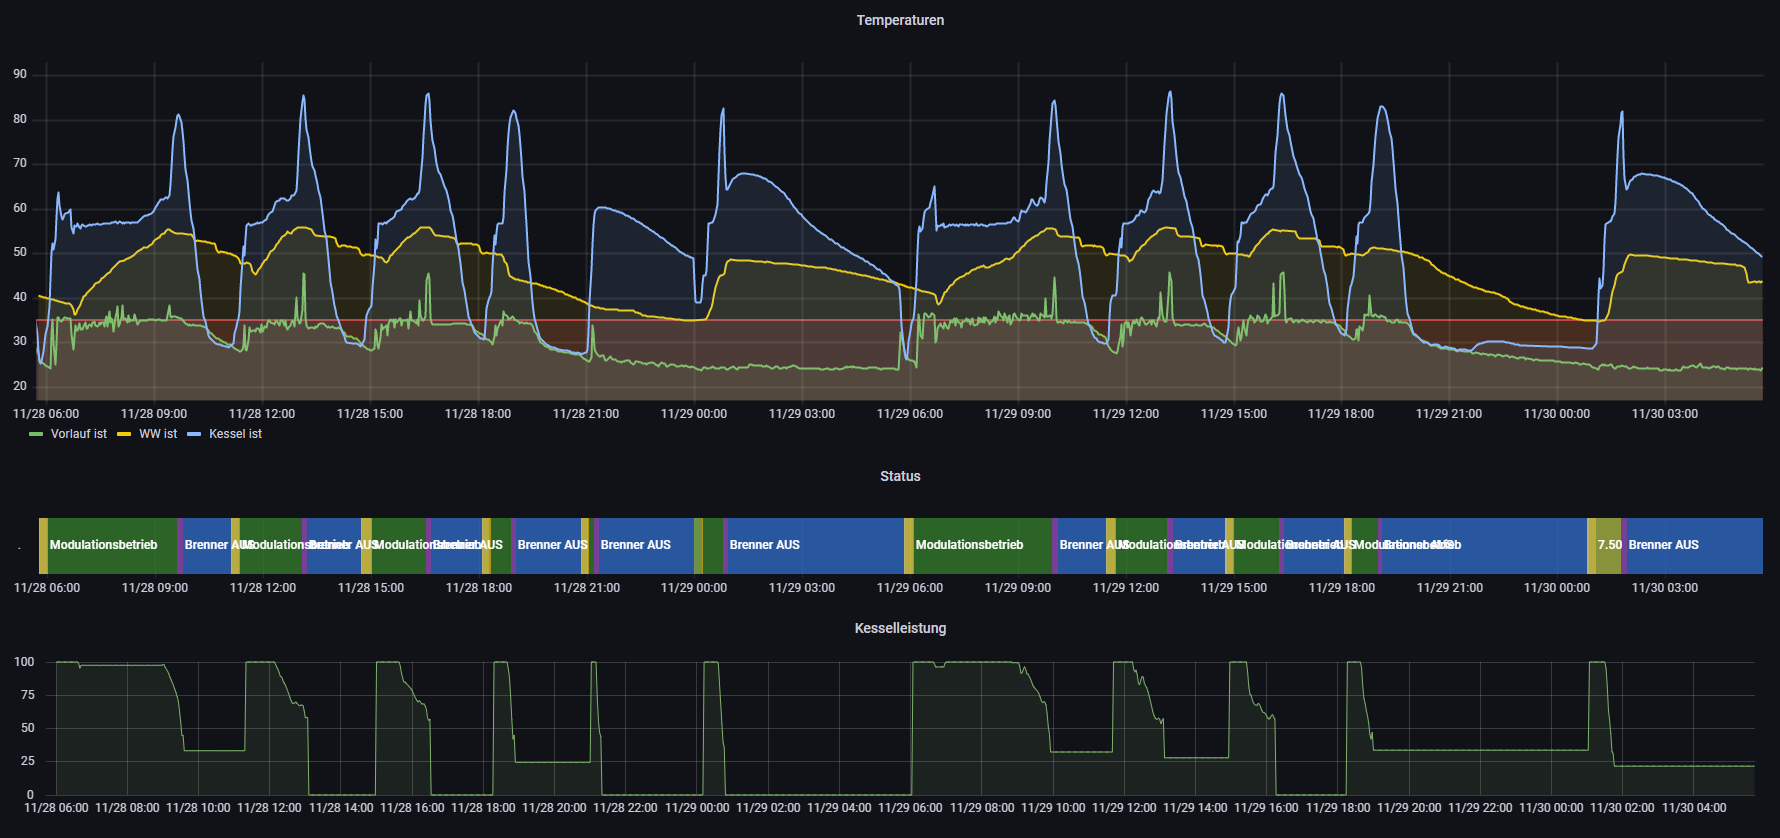 Temperaturen
90
80
70
60
50
40
30
20
11/28 06:00 11/28 09:00 11/28 12:00 11/28 15:00 11/28 18:00 11/28 21:00 11/29 00:00 11/29 03:00 11/29 06:00 11/29 09:00 11/29 12:00 11/29 15:00 11/29 18:00 11/29 21:00 11/30 00:00 11/30 03:00
Vorlauf ist WW ist Kessel ist
Status
. Modulationsbetrieb Brenner AUS Modulationsbetrieb Brenner AUS Modulationsbetrieb Brenner AUS Brenner AUS Brenner AUS Brenner AUS Modulationsbetrieb Brenner AUS Modulationsbetrieb Brenner AUS Modulationsbetrieb Brenner AUS Modulationsbetrieb Brenner AUS 7.50 Brenner AUS
11/28 06:00 11/28 09:00 11/28 12:00 11/28 15:00 11/28 18:00 11/28 21:00 11/29 00:00 11/29 03:00 11/29 06:00 11/29 09:00 11/29 12:00 11/29 15:00 11/29 18:00 11/29 21:00 11/30 00:00 11/30 03:00
Kesselleistung
100
75
50
25
0
11/28 06:00 11/28 08:00 11/28 10:00 11/28 12:00 11/28 14:00 11/28 16:00 11/28 18:00 11/28 20:00 11/28 22:00 11/29 00:00 11/29 02:00 11/29 04:00 11/29 06:00 11/29 08:00 11/29 10:00 11/29 12:00 11/29 14:00 11/29 16:00 11/29 18:00 11/29 20:00 11/29 22:00 11/30 00:00 11/30 02:00 11/30 04:00